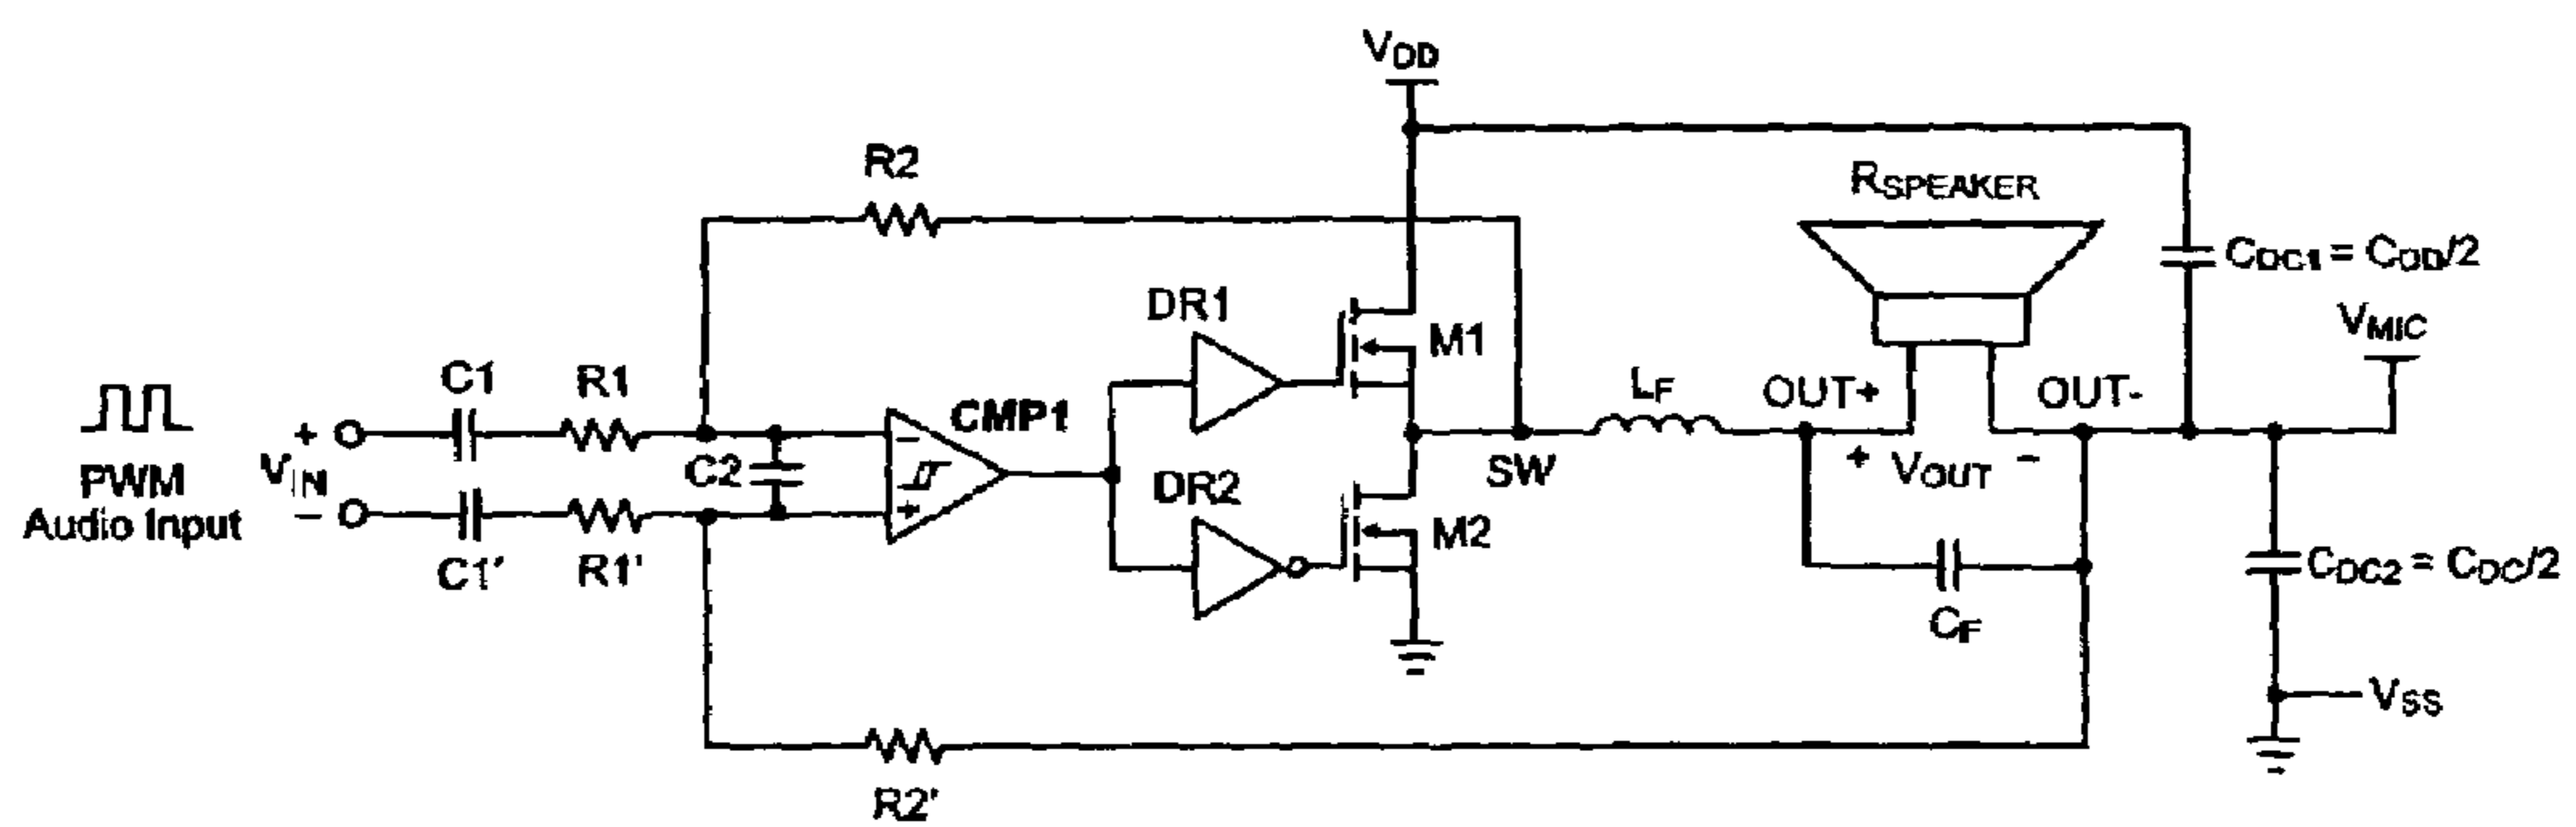 VDD
R2
RSPEAKER
CDC1 = CDD/2
DR1
M1
VMIC
C1
R1
CMP1
LF
OUT+
OUT-
+
VIN
−
PWM
Audio Input
C2
−
+
SW
+ VOUT −
DR2
M2
CDC2 = CDC/2
C1'
R1'
CF
VSS
R2'